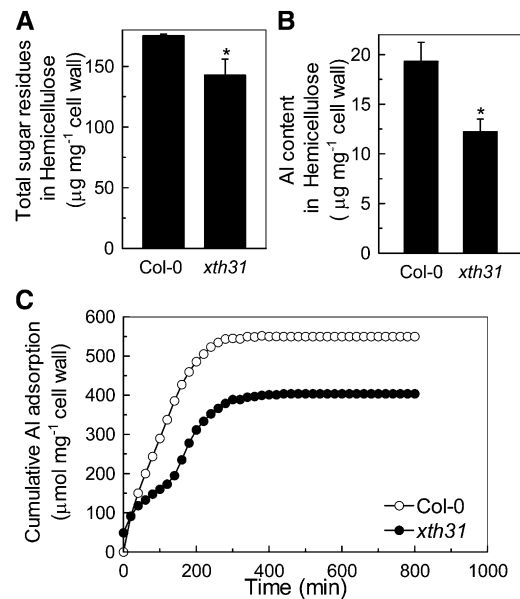 A
Total sugar residues
in Hemicellulose
(μg mg⁻¹ cell wall)
150
100
50
0
*
Col-0 xth31
B
Al content
in Hemicellulose
( μg mg⁻¹ cell wall)
20
15
10
5
0
*
Col-0 xth31
C
Cumulative Al adsorption
(μmol mg⁻¹ cell wall)
600
500
400
300
200
100
0
Col-0
xth31
0 200 400 600 800 1000
Time (min)